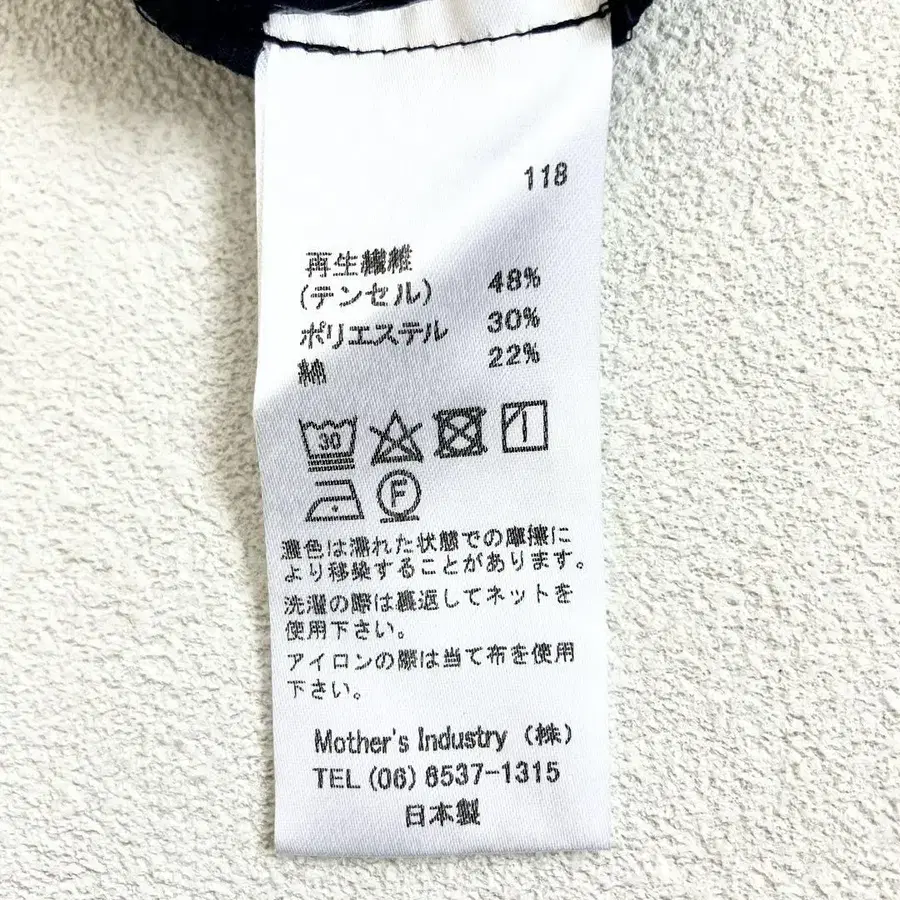 118
再生繊維
(テンセル) 48%
ポリエステル 30%
綿 22%
30
F
濃色は濡れた状態での摩擦に
より移染することがあります。
洗濯の際は裏返してネットを
使用下さい。
アイロンの際は当て布を使用
下さい。
Mother's Industry （株）
TEL (06) 6537-1315
日本製